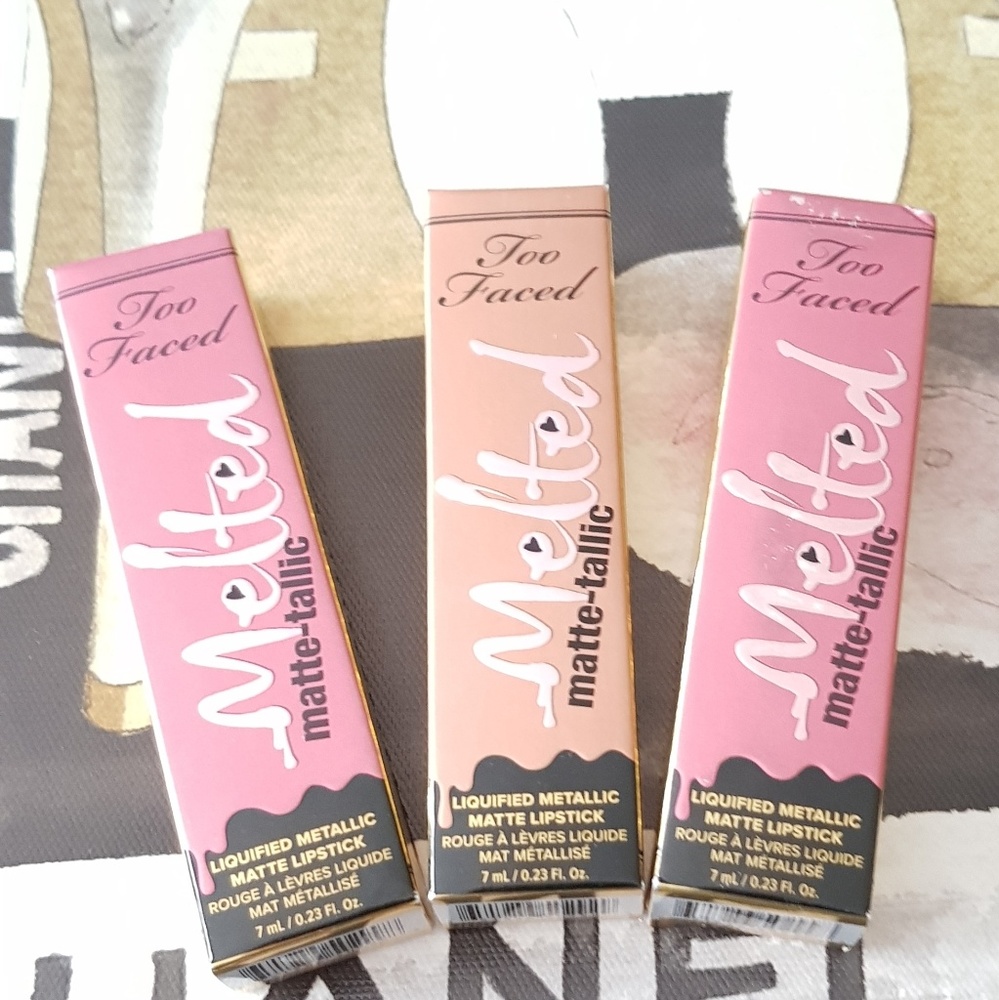 Too
Faced
Melted
matte-tallic
LIQUIFIED METALLIC
MATTE LIPSTICK
ROUGE À LÈVRES LIQUIDE
MAT MÉTALLISÉ
7 mL / 0.23 Fl. Oz.
Too
Faced
Melted
matte-tallic
LIQUIFIED METALLIC
MATTE LIPSTICK
ROUGE À LÈVRES LIQUIDE
MAT MÉTALLISÉ
7 mL / 0.23 Fl. Oz.
Too
Faced
Melted
matte-tallic
LIQUIFIED METALLIC
MATTE LIPSTICK
ROUGE À LÈVRES LIQUIDE
MAT MÉTALLISÉ
7 mL / 0.23 Fl. Oz.